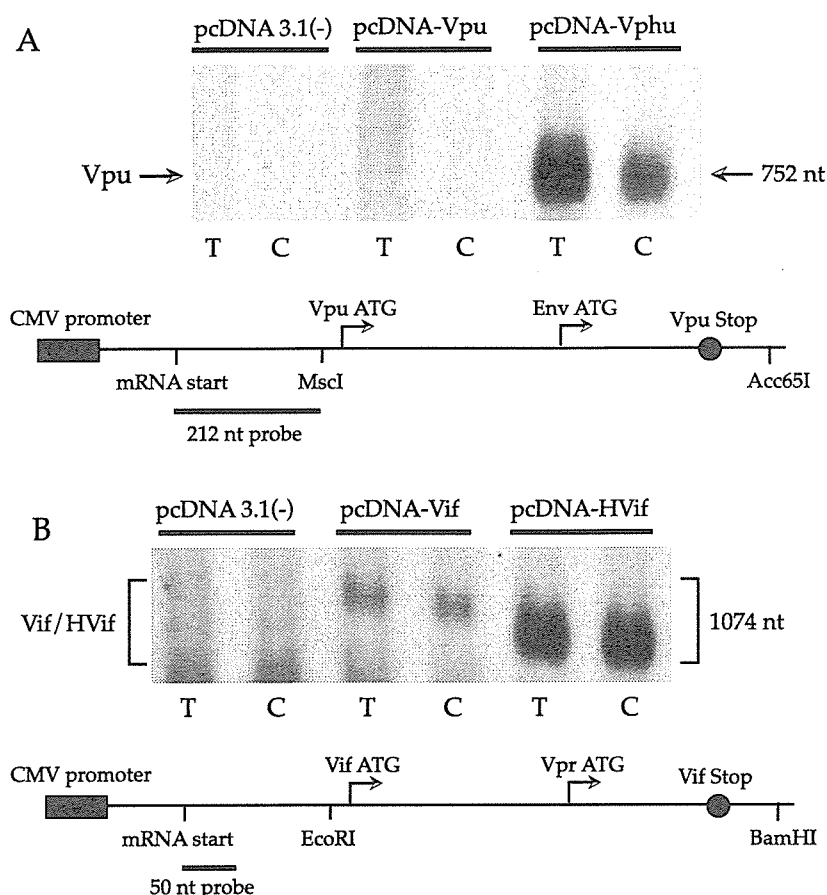 A
pcDNA 3.1(-) pcDNA-Vpu pcDNA-Vphu
Vpu 752 nt
T C T C T C
CMV promoter Vpu ATG Env ATG Vpu Stop
mRNA start MscI Acc65I
212 nt probe
B
pcDNA 3.1(-) pcDNA-Vif pcDNA-HVif
Vif/HVif 1074 nt
T C T C T C
CMV promoter Vif ATG Vpr ATG Vif Stop
mRNA start EcoRI BamHI
50 nt probe